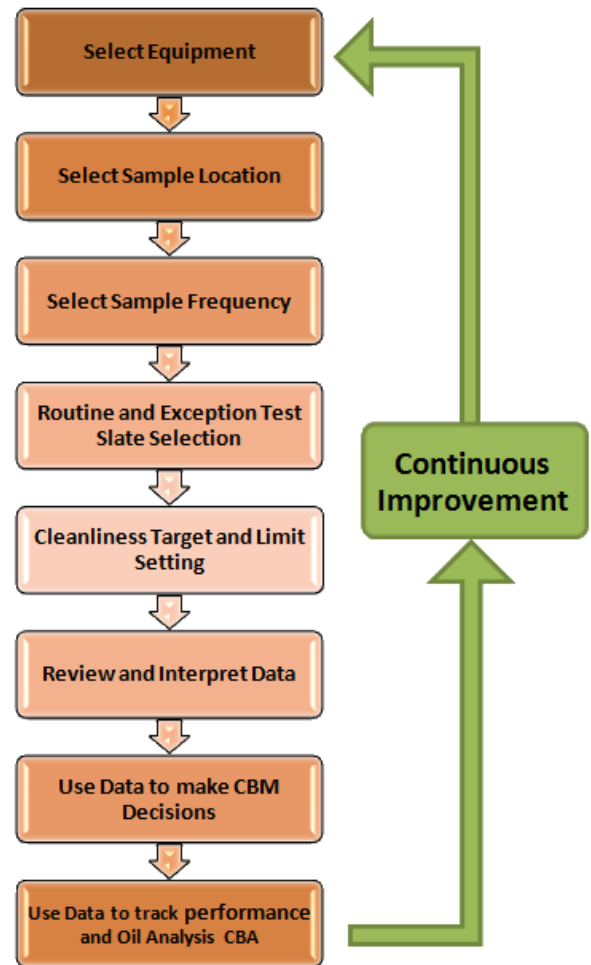 Select Equipment
Select Sample Location
Select Sample Frequency
Routine and Exception Test
Slate Selection
Cleanliness Target and Limit
Setting
Review and Interpret Data
Use Data to make CBM
Decisions
Use Data to track performance
and Oil Analysis CBA
Continuous
Improvement